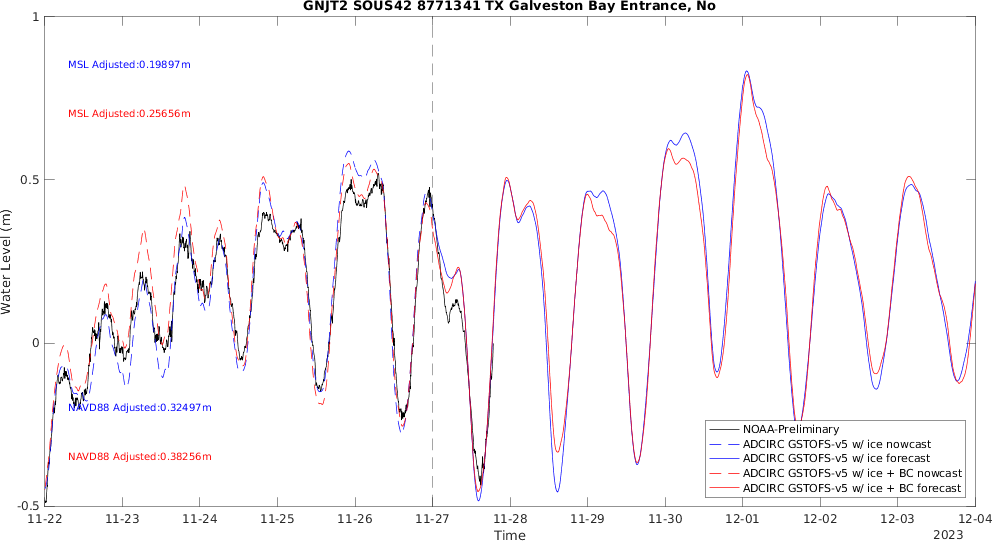 GNJT2 SOUS42 8771341 TX Galveston Bay Entrance, No
1
0.5
0
-0.5
Water Level (m)
MSL Adjusted:0.19897m
MSL Adjusted:0.25656m
NAVD88 Adjusted:0.32497m
NAVD88 Adjusted:0.38256m
NOAA-Preliminary
ADCIRC GSTOFS-v5 w/ ice nowcast
ADCIRC GSTOFS-v5 w/ ice forecast
ADCIRC GSTOFS-v5 w/ ice + BC nowcast
ADCIRC GSTOFS-v5 w/ ice + BC forecast
11-22 11-23 11-24 11-25 11-26 11-27 11-28 11-29 11-30 12-01 12-02 12-03 12-04
Time
2023